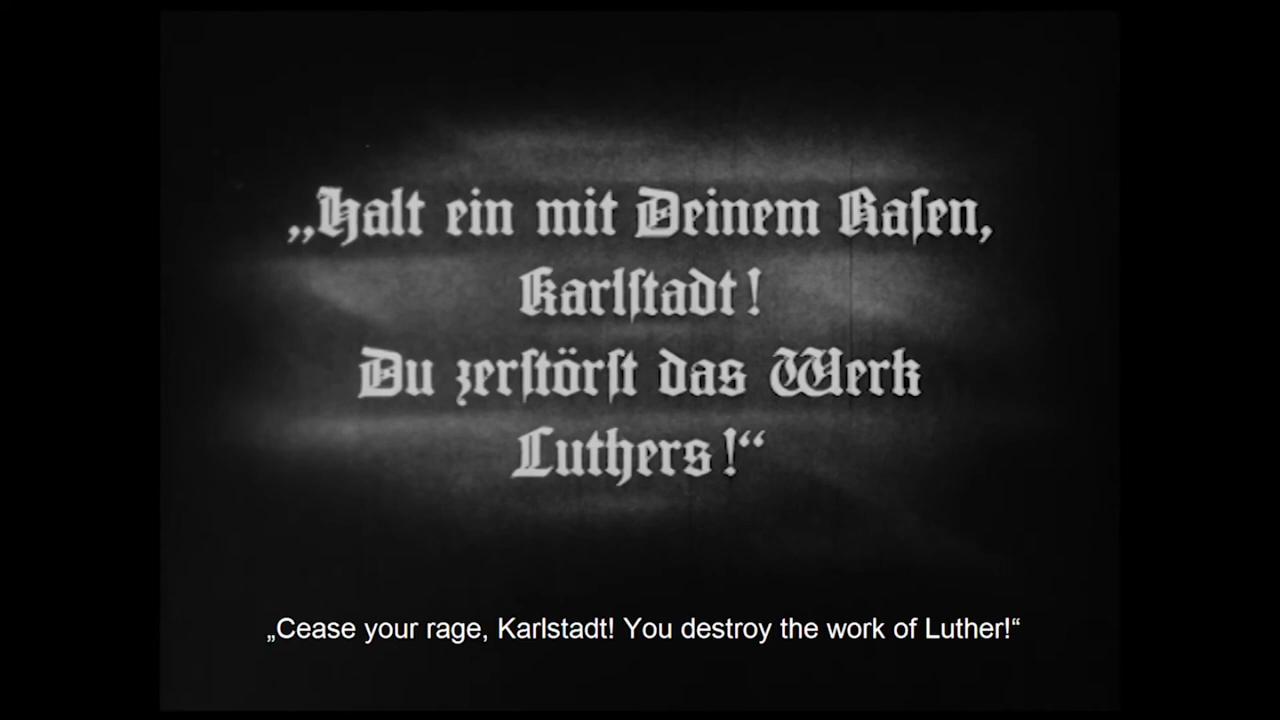 „Halt ein mit Deinem Raſen,
Karlſtadt!
Du zerſtörſt das Werk
Luthers!“
„Cease your rage, Karlstadt! You destroy the work of Luther!“